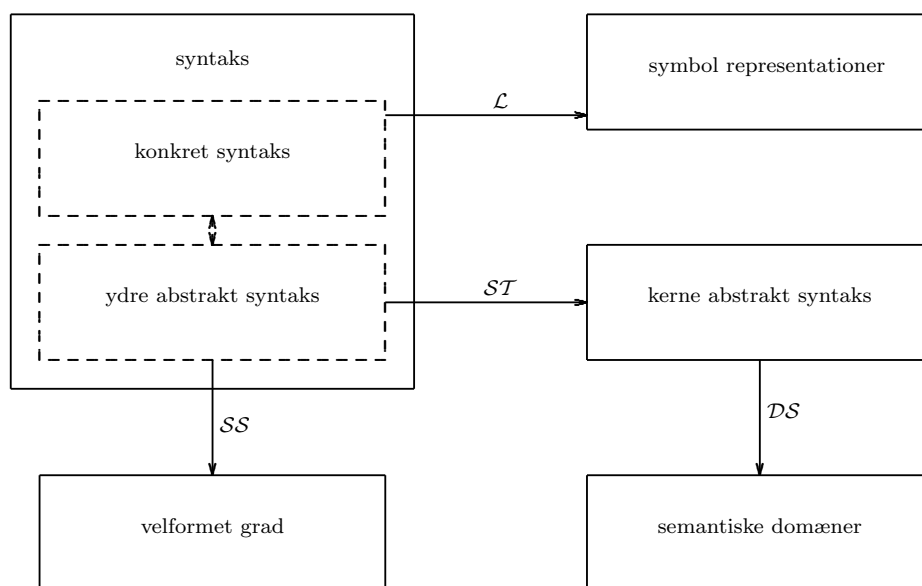 syntaks
symbol representationer
ℒ
konkret syntaks
ydre abstrakt syntaks
𝒮𝒯
kerne abstrakt syntaks
𝒮𝒮
𝒟𝒮
velformet grad
semantiske domæner